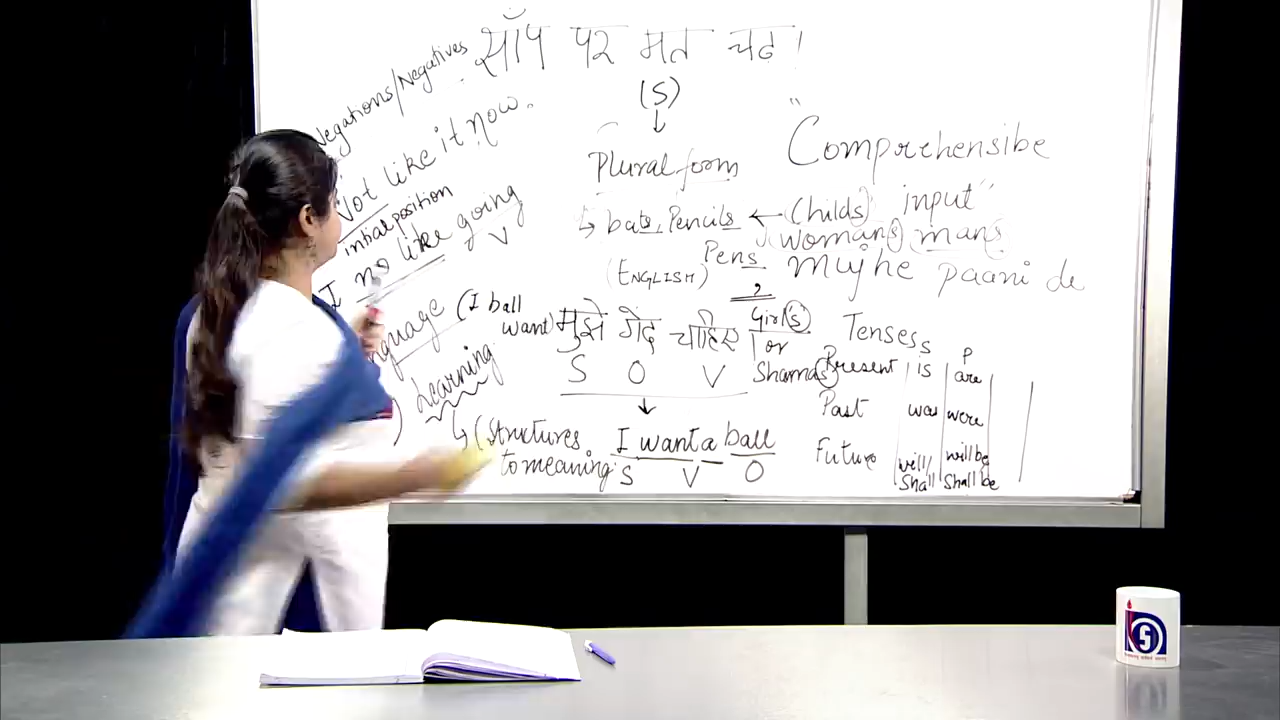 साँप पर मत चढ़।
Negations/Negatives
(S)
Not like it now.
initial position
I no like going
V
Plural form
bats, Pencils ← (Childs)
(Womans) mans
Pens
(ENGLISH)
"Comprehensibe
input"
mujhe paani de
Language
Learning
(Structures
to meaning
(I ball
want)
मुझे गेंद चाहिए
S O V
I want a ball
S V O
Girl(s)
or
Shamas
Tenses
S P
Present is are
Past was were
Future will/ will be
Shall Shall be
S